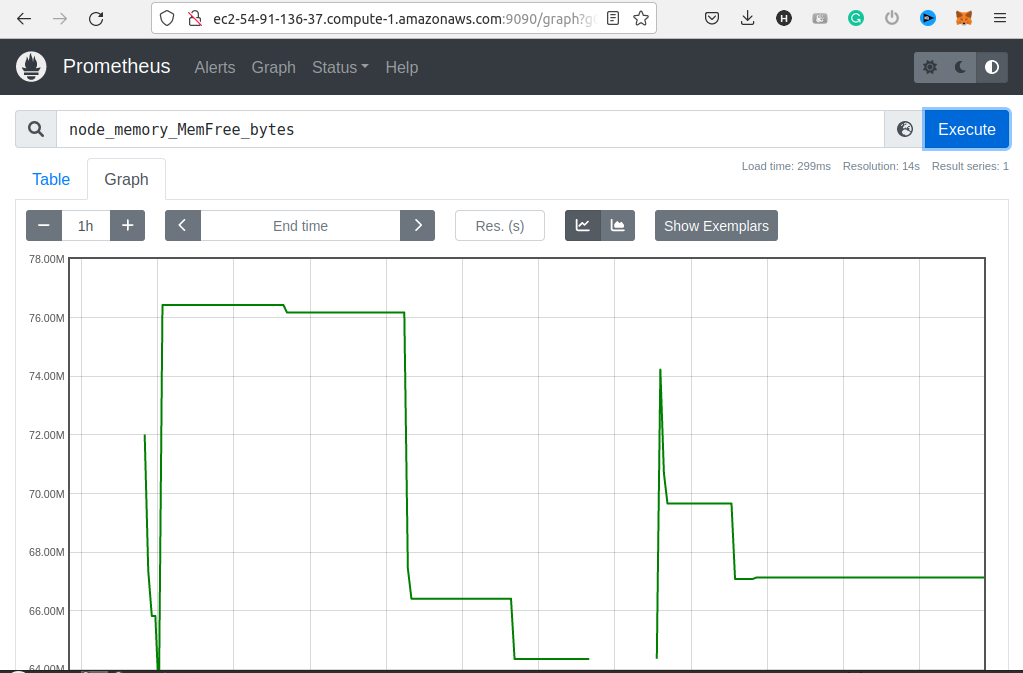 ec2-54-91-136-37.compute-1.amazonaws.com:9090/graph?g
H
G
Prometheus Alerts Graph Status Help
node_memory_MemFree_bytes Execute
Load time: 299ms Resolution: 14s Result series: 1
Table Graph
1h End time Res. (s) Show Exemplars
78.00M
76.00M
74.00M
72.00M
70.00M
68.00M
66.00M
64.00M